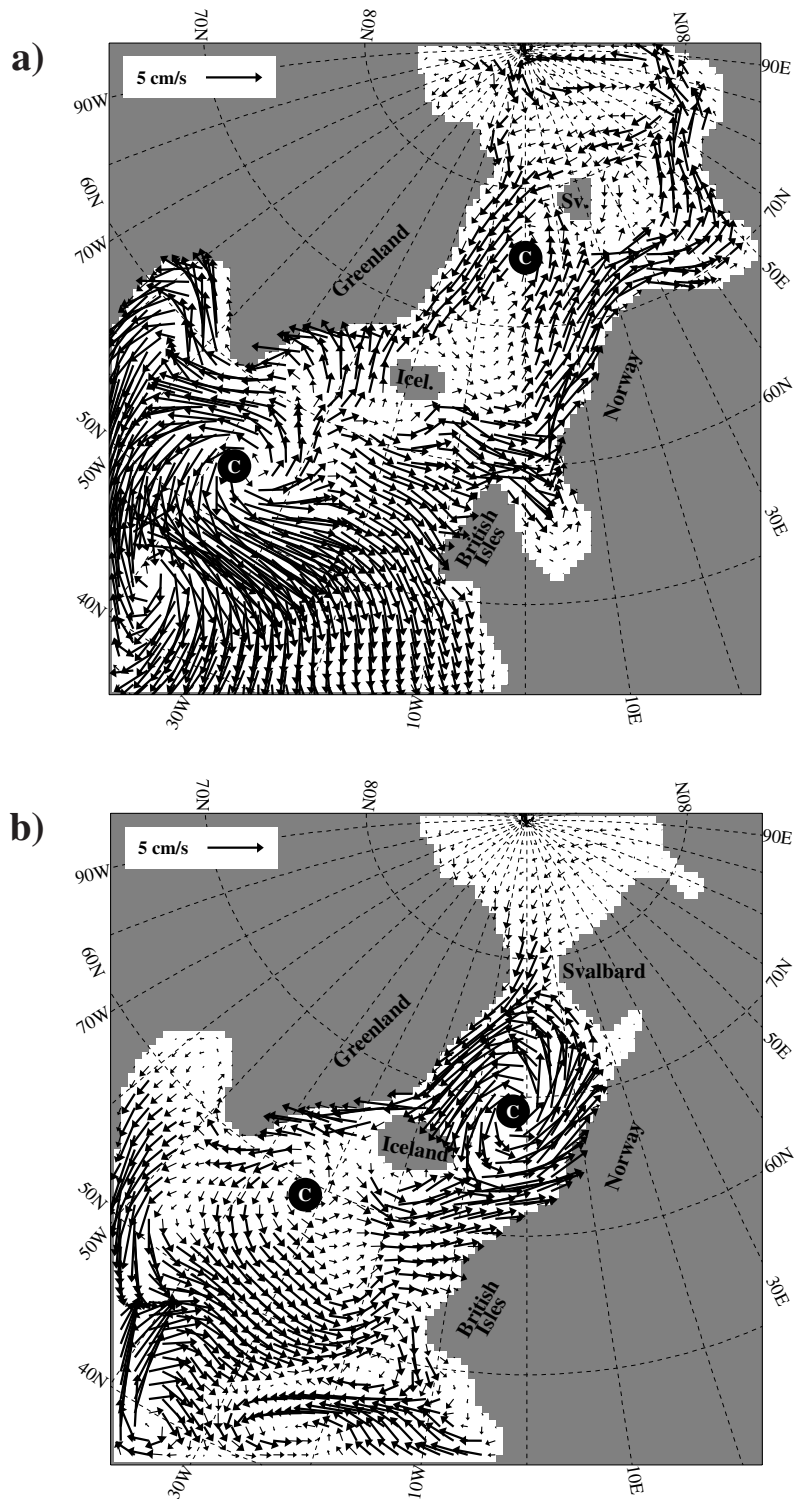 a)
70N
80N
80N
5 cm/s
90W
90E
60N
70W
70N
50E
Sv.
C
Greenland
Icel.
Norway
60N
50N
50W
C
British
Isles
30E
40N
30W
10W
10E
b)
70N
80N
80N
5 cm/s
90W
90E
60N
70W
70N
50E
Svalbard
Greenland
C
Iceland
Norway
60N
50N
50W
C
British
Isles
30E
40N
30W
10W
10E